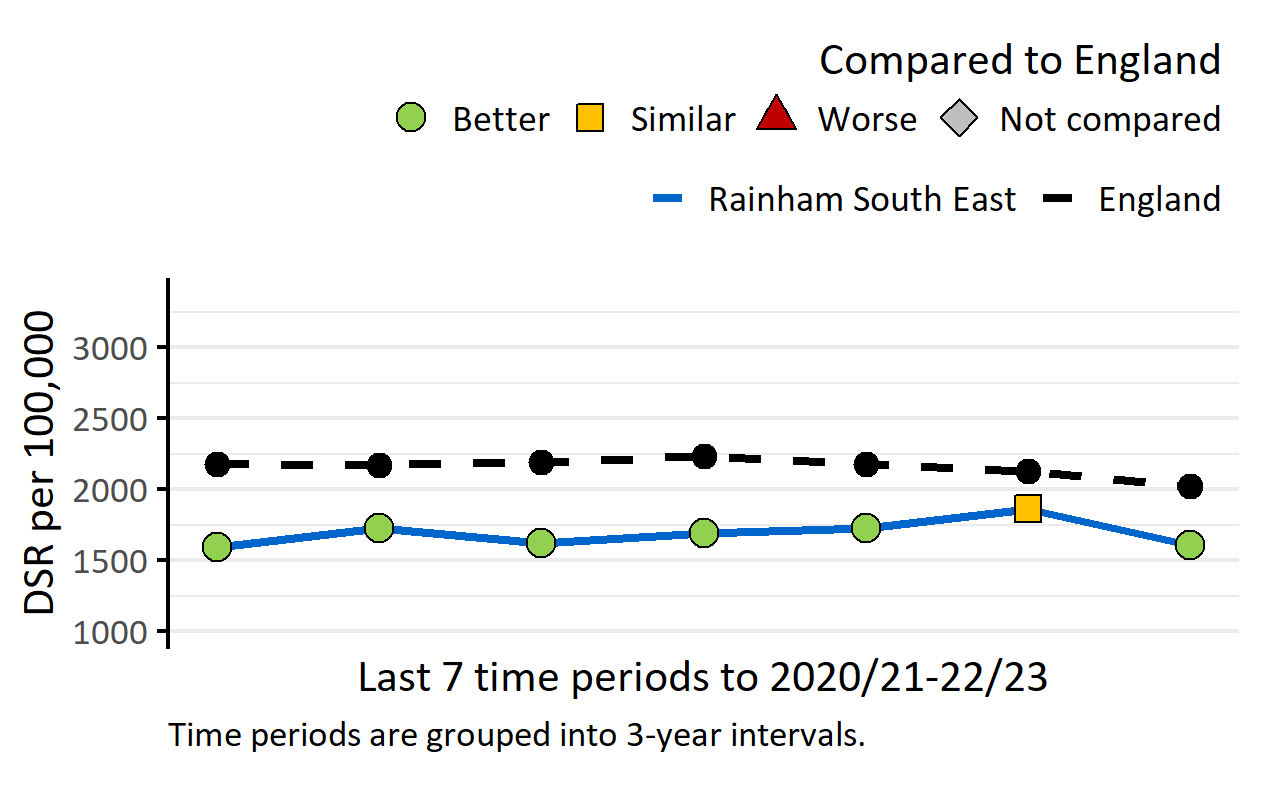 Compared to England
Better Similar Worse Not compared
Rainham South East England
DSR per 100,000
3000
2500
2000
1500
1000
Last 7 time periods to 2020/21-22/23
Time periods are grouped into 3-year intervals.